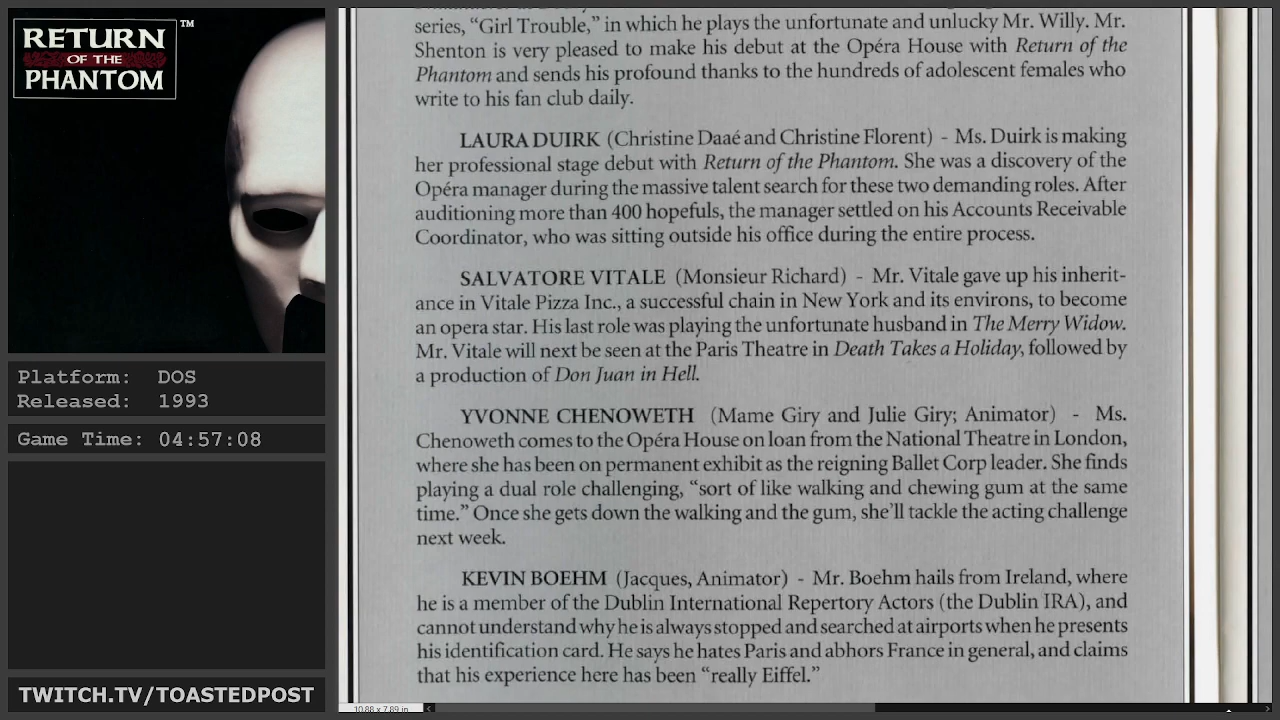 RETURN
OF THE
PHANTOM
™
Platform: DOS
Released: 1993
Game Time: 04:57:08
TWITCH.TV/TOASTEDPOST
series, “Girl Trouble,” in which he plays the unfortunate and unlucky Mr. Willy. Mr.
Shenton is very pleased to make his debut at the Opéra House with Return of the
Phantom and sends his profound thanks to the hundreds of adolescent females who
write to his fan club daily.
LAURA DUIRK (Christine Daaé and Christine Florent) - Ms. Duirk is making
her professional stage debut with Return of the Phantom. She was a discovery of the
Opéra manager during the massive talent search for these two demanding roles. After
auditioning more than 400 hopefuls, the manager settled on his Accounts Receivable
Coordinator, who was sitting outside his office during the entire process.
SALVATORE VITALE (Monsieur Richard) - Mr. Vitale gave up his inherit-
ance in Vitale Pizza Inc., a successful chain in New York and its environs, to become
an opera star. His last role was playing the unfortunate husband in The Merry Widow.
Mr. Vitale will next be seen at the Paris Theatre in Death Takes a Holiday, followed by
a production of Don Juan in Hell.
YVONNE CHENOWETH (Mame Giry and Julie Giry; Animator) - Ms.
Chenoweth comes to the Opéra House on loan from the National Theatre in London,
where she has been on permanent exhibit as the reigning Ballet Corp leader. She finds
playing a dual role challenging, “sort of like walking and chewing gum at the same
time.” Once she gets down the walking and the gum, she’ll tackle the acting challenge
next week.
KEVIN BOEHM (Jacques, Animator) - Mr. Boehm hails from Ireland, where
he is a member of the Dublin International Repertory Actors (the Dublin IRA), and
cannot understand why he is always stopped and searched at airports when he presents
his identification card. He says he hates Paris and abhors France in general, and claims
that his experience here has been “really Eiffel.”
10.88 x 7.89 in